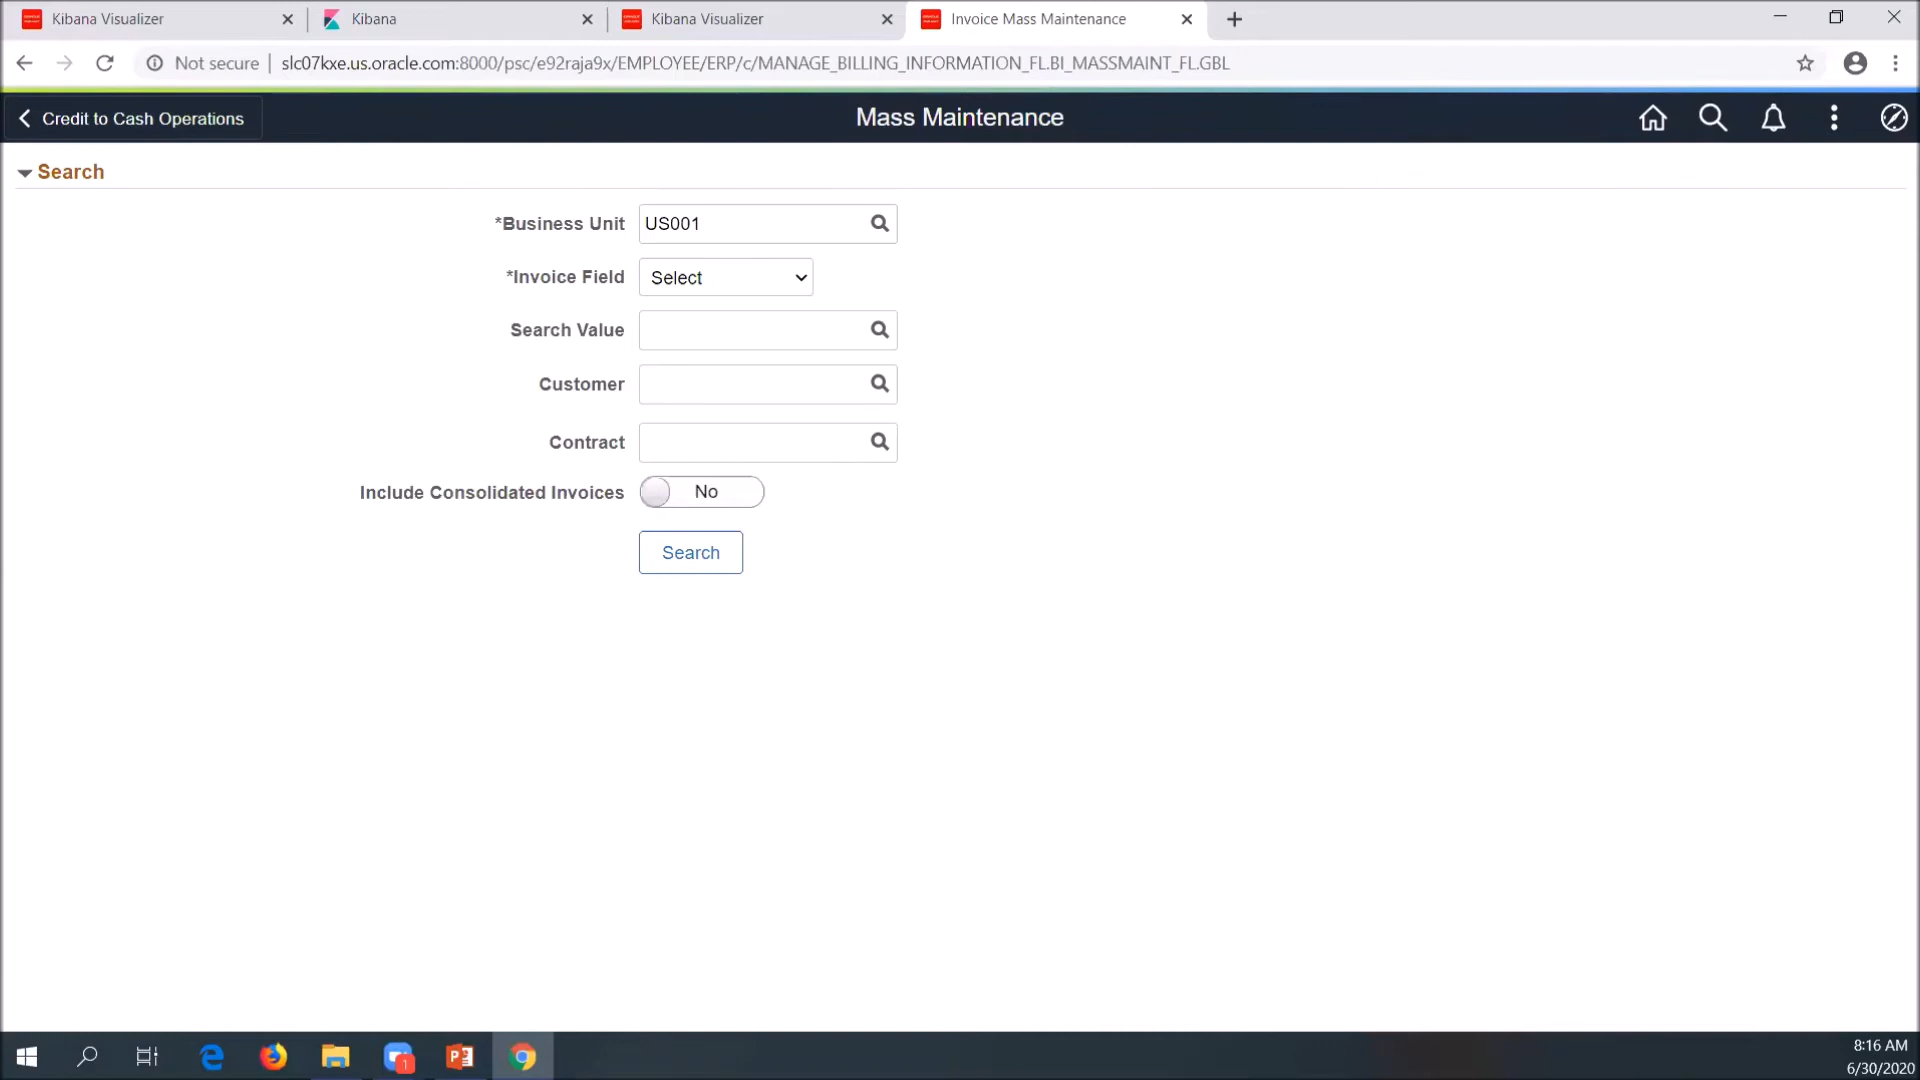 Kibana Visualizer
Kibana
Kibana Visualizer
Invoice Mass Maintenance
Not secure
slc07kxe.us.oracle.com:8000/psc/e92raja9x/EMPLOYEE/ERP/c/MANAGE_BILLING_INFORMATION_FL.BI_MASSMAINT_FL.GBL
Credit to Cash Operations
Mass Maintenance
Search
*Business Unit US001
*Invoice Field Select
Search Value
Customer
Contract
Include Consolidated Invoices No
Search
1
8:16 AM
6/30/2020